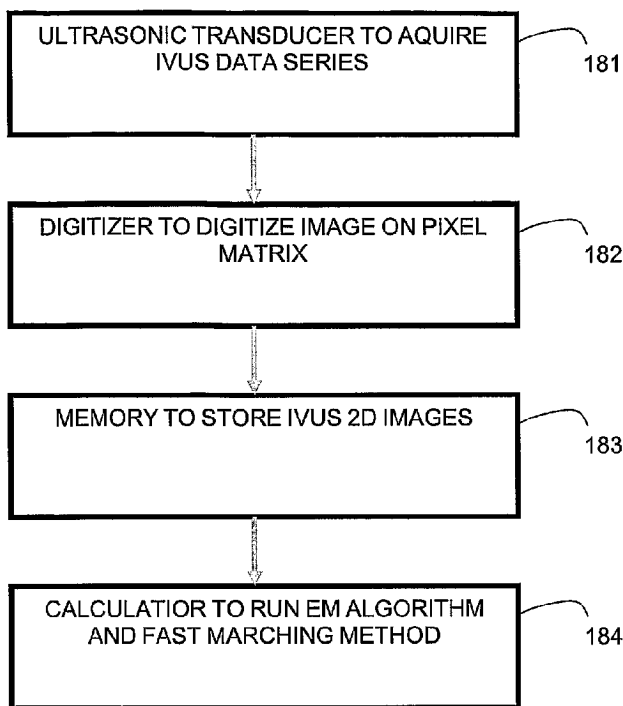 ULTRASONIC TRANSDUCER TO AQUIRE
IVUS DATA SERIES
181
DIGITIZER TO DIGITIZE IMAGE ON PIXEL
MATRIX
182
MEMORY TO STORE IVUS 2D IMAGES
183
CALCULATIOR TO RUN EM ALGORITHM
AND FAST MARCHING METHOD
184